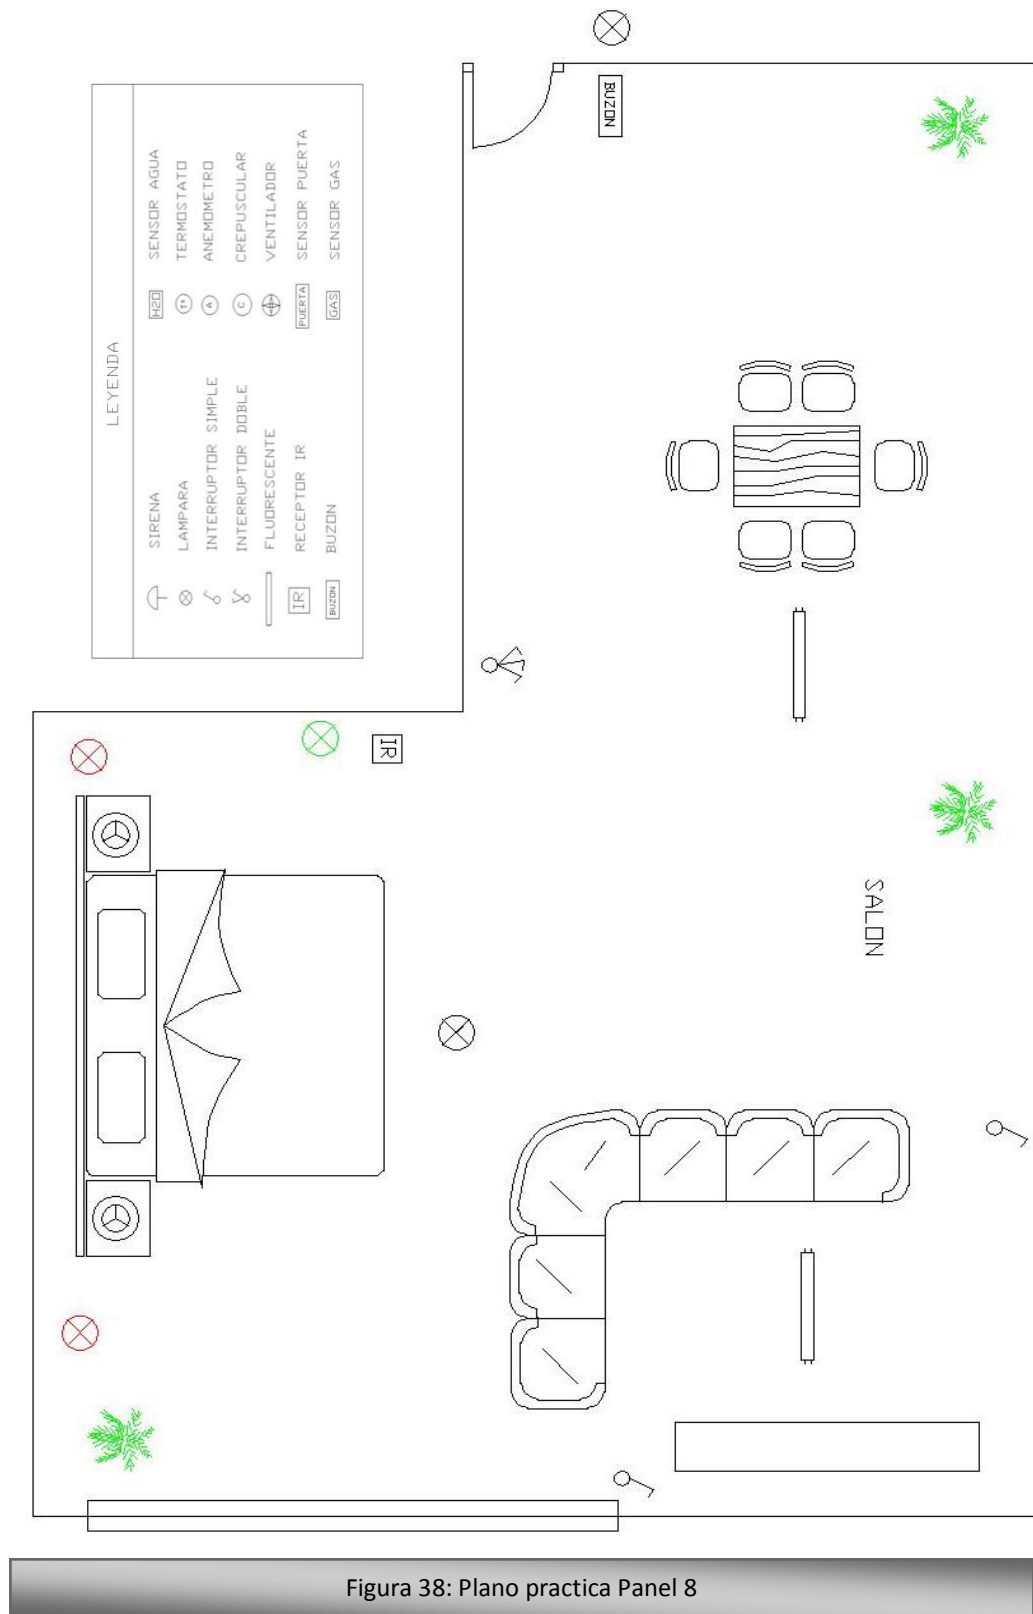 LEYENDA
SIRENA
LAMPARA
INTERRUPTOR SIMPLE
INTERRUPTOR DOBLE
FLUORESCENTE
IR RECEPTOR IR
BUZON BUZON
H2O SENSOR AGUA
Tª TERMOSTATO
A ANEMOMETRO
C CREPUSCULAR
VENTILADOR
PUERTA SENSOR PUERTA
GAS SENSOR GAS
BUZON
IR
SALON
Figura 38: Plano practica Panel 8